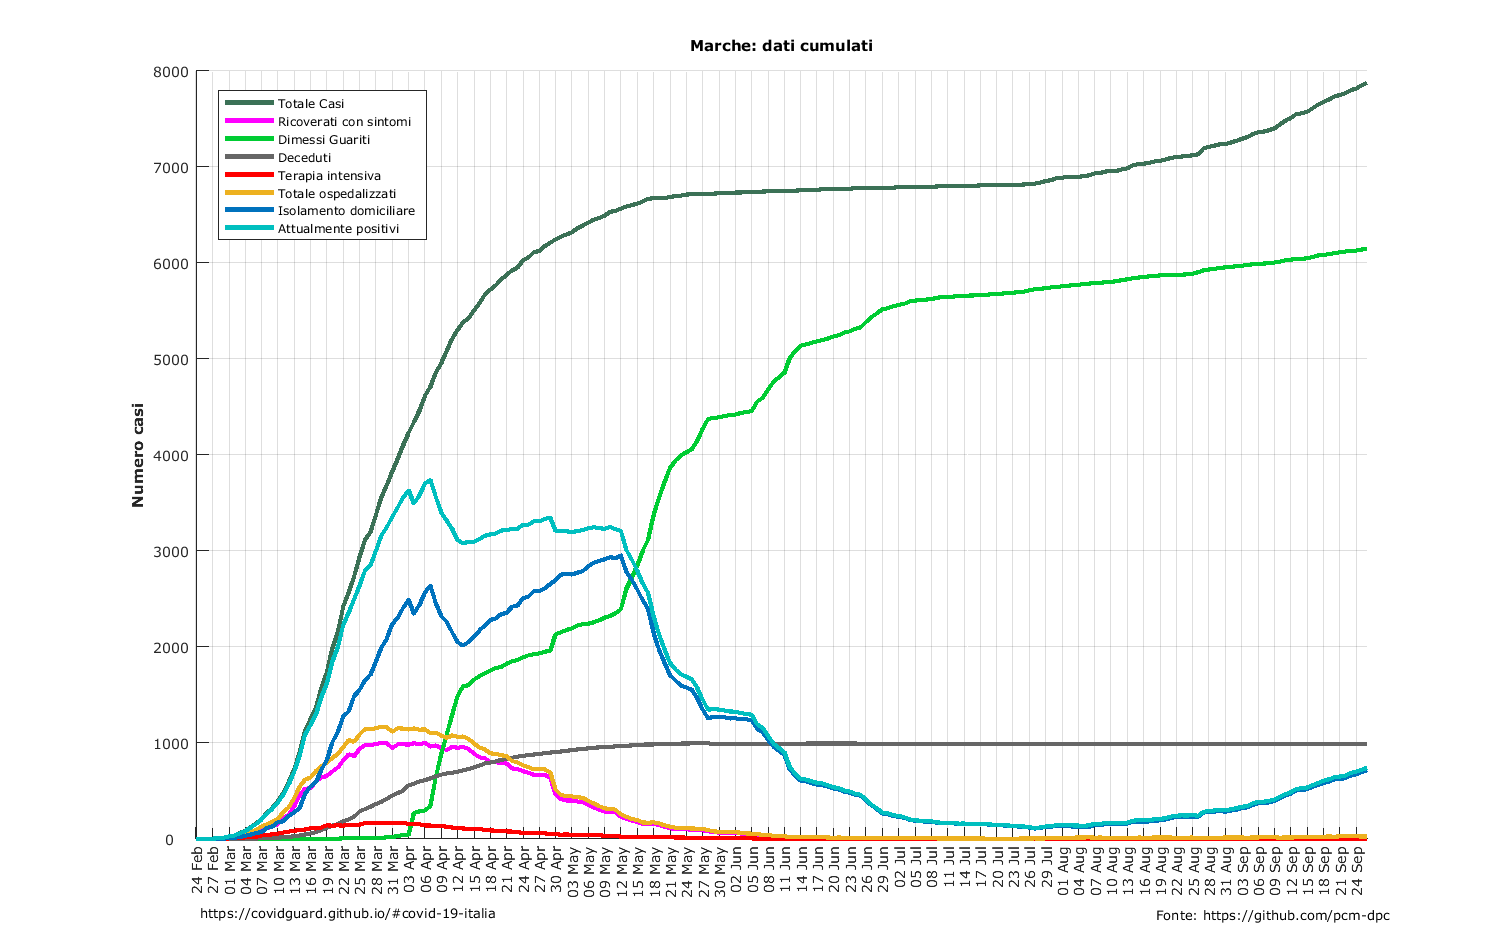 Marche: dati cumulati
Numero casi
8000
7000
6000
5000
4000
3000
2000
1000
0
Totale Casi
Ricoverati con sintomi
Dimessi Guariti
Deceduti
Terapia intensiva
Totale ospedalizzati
Isolamento domiciliare
Attualmente positivi
24 Feb
27 Feb
01 Mar
04 Mar
07 Mar
10 Mar
13 Mar
16 Mar
19 Mar
22 Mar
25 Mar
28 Mar
31 Mar
03 Apr
06 Apr
09 Apr
12 Apr
15 Apr
18 Apr
21 Apr
24 Apr
27 Apr
30 Apr
03 May
06 May
09 May
12 May
15 May
18 May
21 May
24 May
27 May
30 May
02 Jun
05 Jun
08 Jun
11 Jun
14 Jun
17 Jun
20 Jun
23 Jun
26 Jun
29 Jun
02 Jul
05 Jul
08 Jul
11 Jul
14 Jul
17 Jul
20 Jul
23 Jul
26 Jul
29 Jul
01 Aug
04 Aug
07 Aug
10 Aug
13 Aug
16 Aug
19 Aug
22 Aug
25 Aug
28 Aug
31 Aug
03 Sep
06 Sep
09 Sep
12 Sep
15 Sep
18 Sep
21 Sep
24 Sep
https://covidguard.github.io/#covid-19-italia
Fonte: https://github.com/pcm-dpc